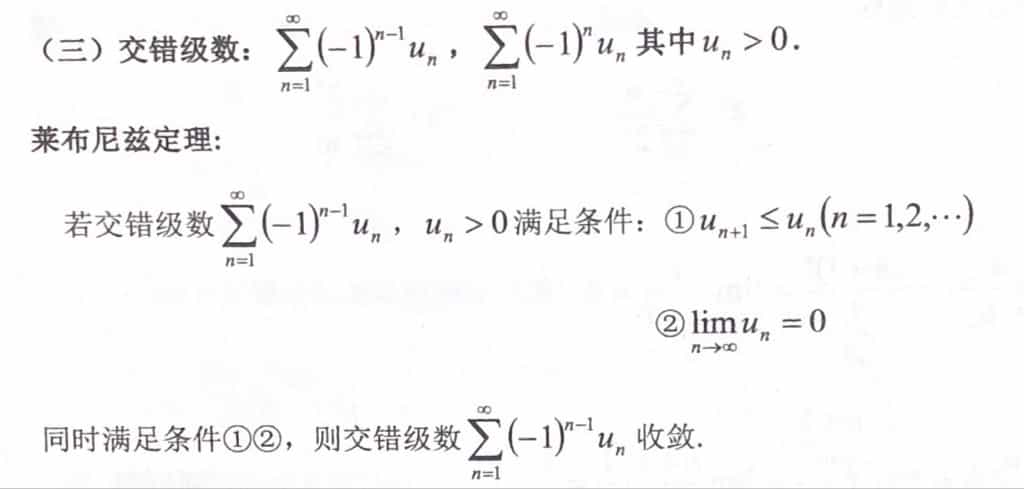 （三）交错级数：$\sum_{n=1}^{\infty}(-1)^{n-1}u_n$，$\sum_{n=1}^{\infty}(-1)^{n}u_n$ 其中 $u_n>0$.
莱布尼兹定理:
若交错级数 $\sum_{n=1}^{\infty}(-1)^{n-1}u_n$，$u_n>0$ 满足条件：① $u_{n+1}\leq u_n(n=1,2,\cdots)$
② $\lim_{n\to\infty}u_n=0$
同时满足条件①②，则交错级数 $\sum_{n=1}^{\infty}(-1)^{n-1}u_n$ 收敛.